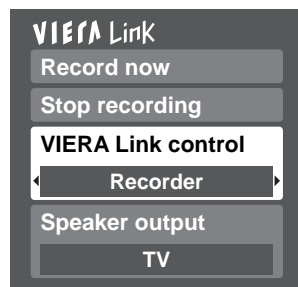 VIERA Link
Record now
Stop recording
VIERA Link control
Recorder
Speaker output
TV